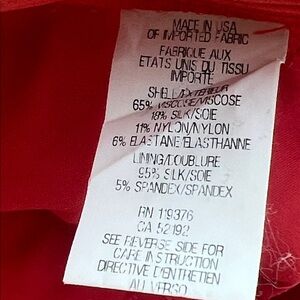 MADE IN USA
OF IMPORTED FABRIC
FABRIQUE AUX
ETATS UNIS DU TISSU
IMPORTE
SHELL/EXTERIEUR
65% VISCOSE/VISCOSE
18% SILK/SOIE
11% NYLON/NYLON
6% ELASTANE/ELASTHANNE
LINING/DOUBLURE
95% SILK/SOIE
5% SPANDEX/SPANDEX
RN 119376
CA 52192
SEE REVERSE SIDE FOR
CARE INSTRUCTION
DIRECTIVE D'ENTRETIEN
AU VERSO